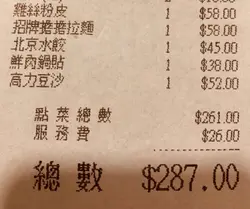 雞絲粉皮 1 $58.00
招牌擔擔拉麵 1 $58.00
北京水餃 1 $45.00
鮮肉鍋貼 1 $38.00
高力豆沙 1 $52.00
點菜總數 $261.00
服務費 $26.00
總數 $287.00